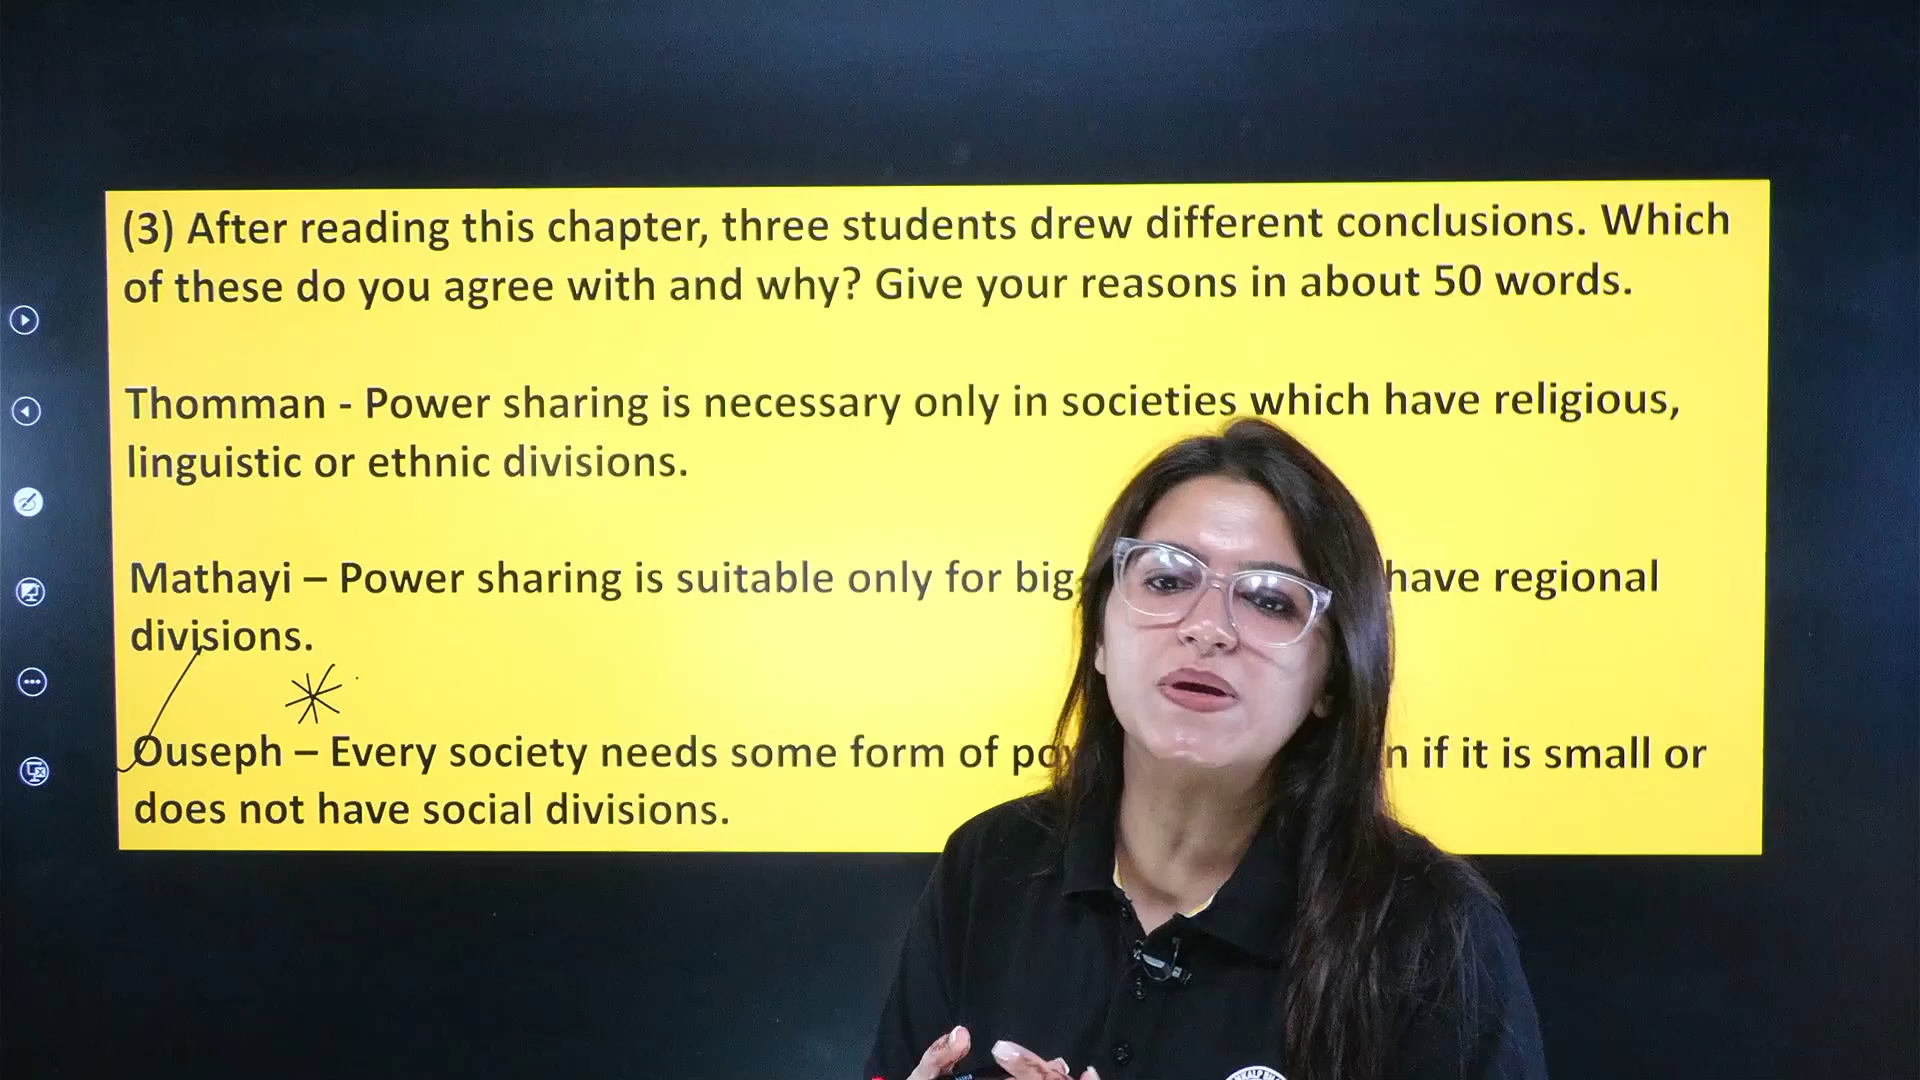 (3) After reading this chapter, three students drew different conclusions. Which
of these do you agree with and why? Give your reasons in about 50 words.
Thomman - Power sharing is necessary only in societies which have religious,
linguistic or ethnic divisions.
Mathayi – Power sharing is suitable only for big have regional
divisions.
Ouseph – Every society needs some form of if it is small or
does not have social divisions.